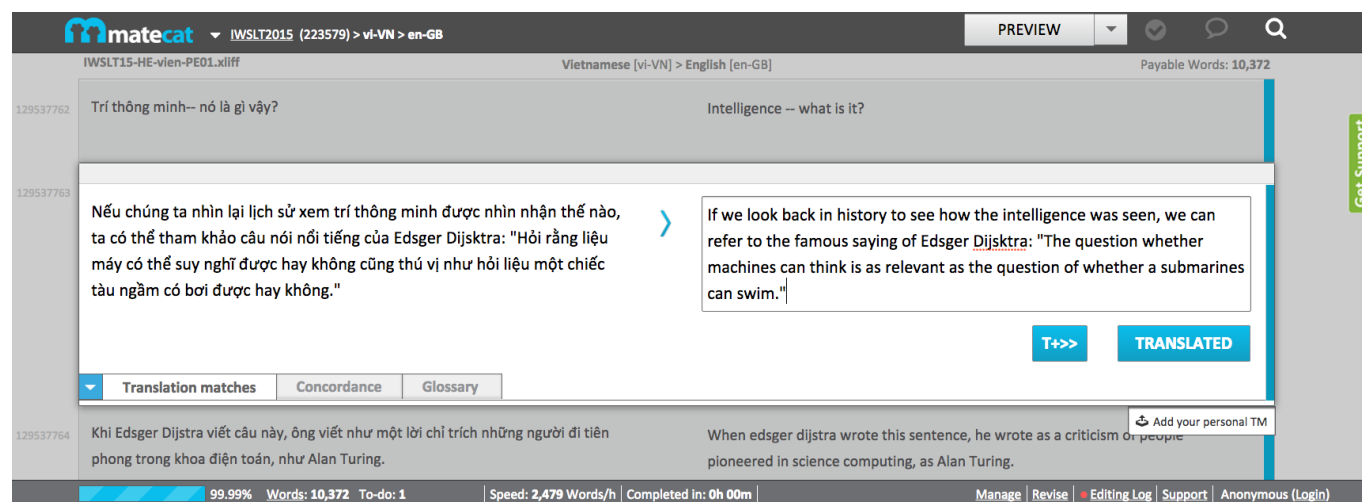 matecat IWSLT2015 (223579) > vi-VN > en-GB PREVIEW
IWSLT15-HE-vien-PE01.xliff Vietnamese [vi-VN] > English [en-GB] Payable Words: 10,372
129537762 Trí thông minh-- nó là gì vậy? Intelligence -- what is it?
Get Support
129537763
Nếu chúng ta nhìn lại lịch sử xem trí thông minh được nhìn nhận thế nào,
ta có thể tham khảo câu nói nổi tiếng của Edsger Dijsktra: "Hỏi rằng liệu
máy có thể suy nghĩ được hay không cũng thú vị như hỏi liệu một chiếc
tàu ngầm có bơi được hay không."
If we look back in history to see how the intelligence was seen, we can
refer to the famous saying of Edsger Dijsktra: "The question whether
machines can think is as relevant as the question of whether a submarines
can swim."
T+>> TRANSLATED
Translation matches Concordance Glossary
Add your personal TM
129537764
Khi Edsger Dijstra viết câu này, ông viết như một lời chỉ trích những người đi tiên
phong trong khoa điện toán, như Alan Turing.
When edsger dijstra wrote this sentence, he wrote as a criticism of people
pioneered in science computing, as Alan Turing.
99.99% Words: 10,372 To-do: 1 Speed: 2,479 Words/h Completed in: 0h 00m Manage Revise Editing Log Support Anonymous (Login)